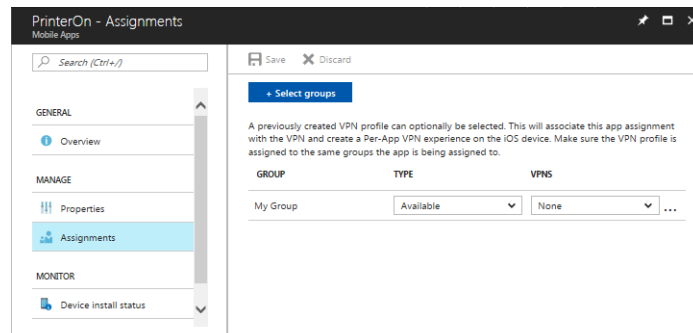 PrinterOn - Assignments
Mobile Apps
Search (Ctrl+/)
GENERAL
Overview
MANAGE
Properties
Assignments
MONITOR
Device install status
Save Discard
+ Select groups
A previously created VPN profile can optionally be selected. This will associate this app assignment
with the VPN and create a Per-App VPN experience on the iOS device. Make sure the VPN profile is
assigned to the same groups the app is being assigned to.
GROUP TYPE VPNS
My Group Available None ...